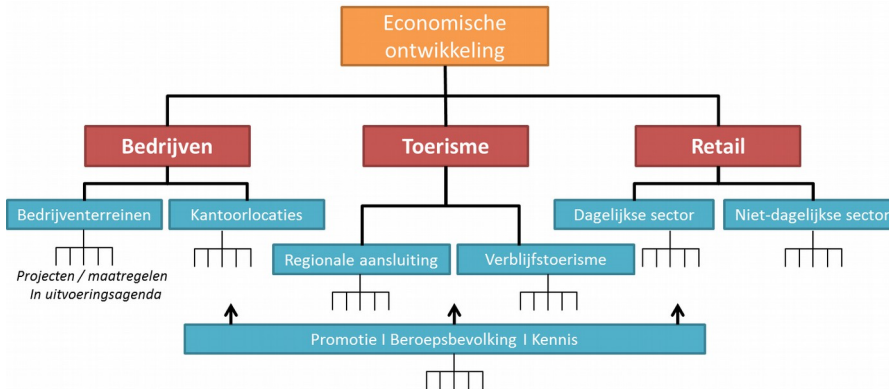 Economische
ontwikkeling
Bedrijven
Toerisme
Retail
Bedrijventerreinen
Kantoorlocaties
Dagelijkse sector
Niet-dagelijkse sector
Regionale aansluiting
Verblijfstoerisme
Projecten / maatregelen
In uitvoeringsagenda
Promotie I Beroepsbevolking I Kennis